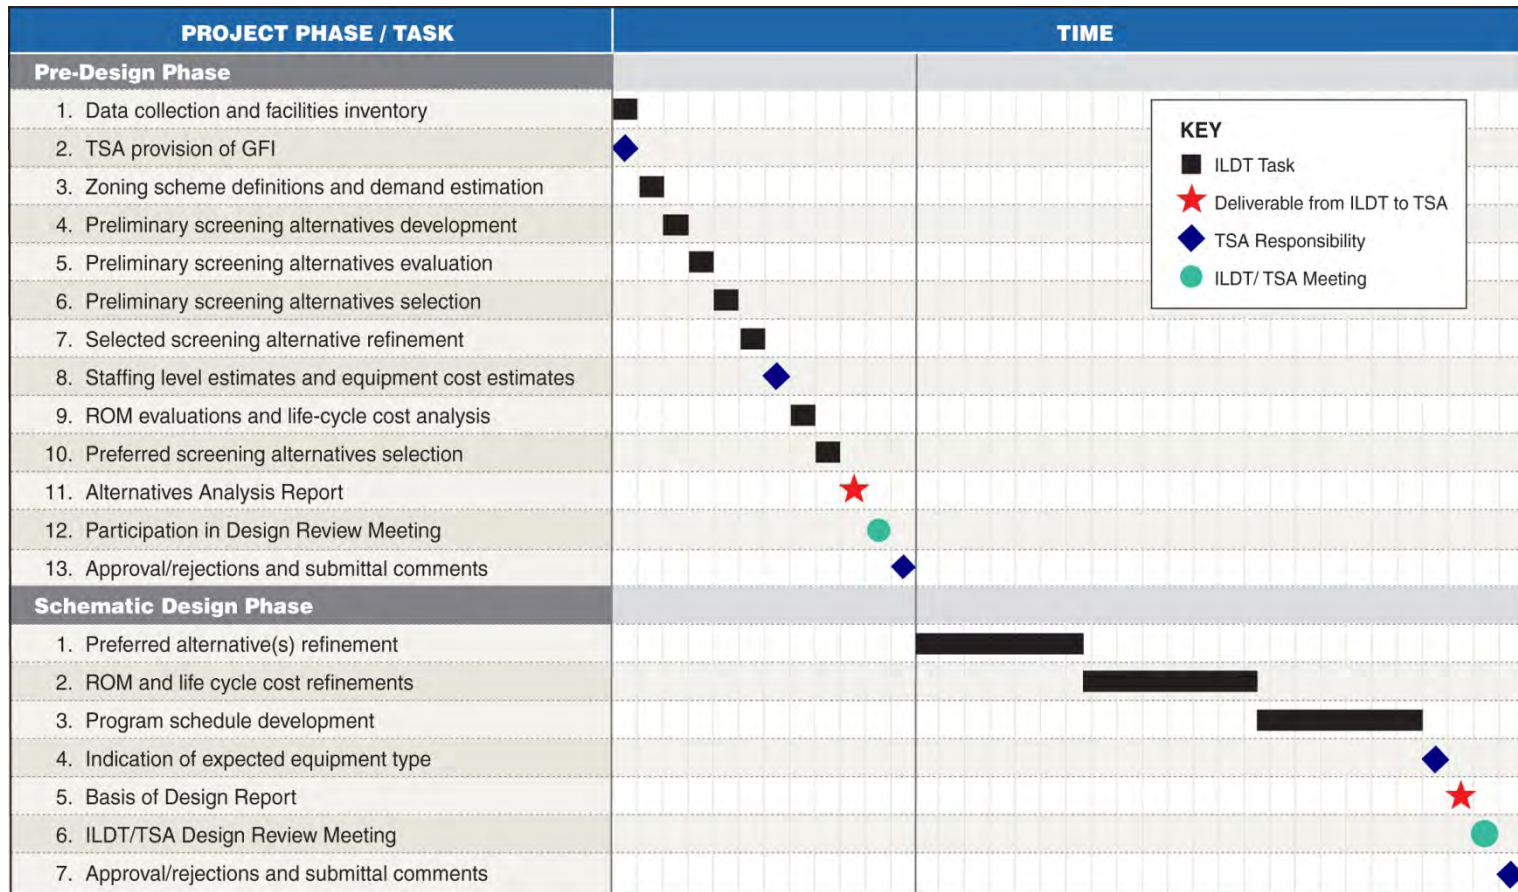 PROJECT PHASE / TASK
TIME
Pre-Design Phase
1. Data collection and facilities inventory
2. TSA provision of GFI
3. Zoning scheme definitions and demand estimation
4. Preliminary screening alternatives development
5. Preliminary screening alternatives evaluation
6. Preliminary screening alternatives selection
7. Selected screening alternative refinement
8. Staffing level estimates and equipment cost estimates
9. ROM evaluations and life-cycle cost analysis
10. Preferred screening alternatives selection
11. Alternatives Analysis Report
12. Participation in Design Review Meeting
13. Approval/rejections and submittal comments
Schematic Design Phase
1. Preferred alternative(s) refinement
2. ROM and life cycle cost refinements
3. Program schedule development
4. Indication of expected equipment type
5. Basis of Design Report
6. ILDT/TSA Design Review Meeting
7. Approval/rejections and submittal comments
KEY
ILDT Task
Deliverable from ILDT to TSA
TSA Responsibility
ILDT/ TSA Meeting